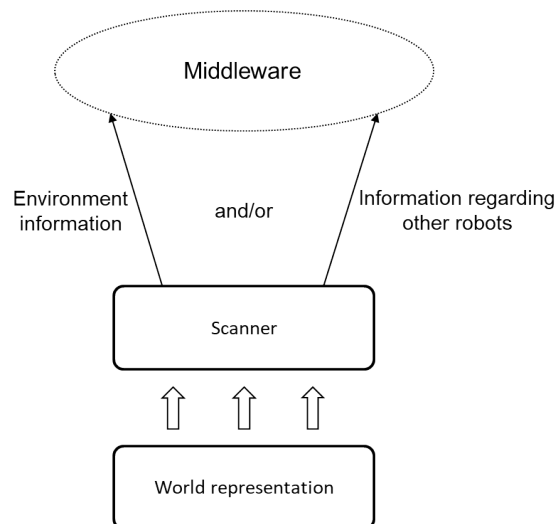 Middleware
Environment
information
and/or
Information regarding
other robots
Scanner
World representation